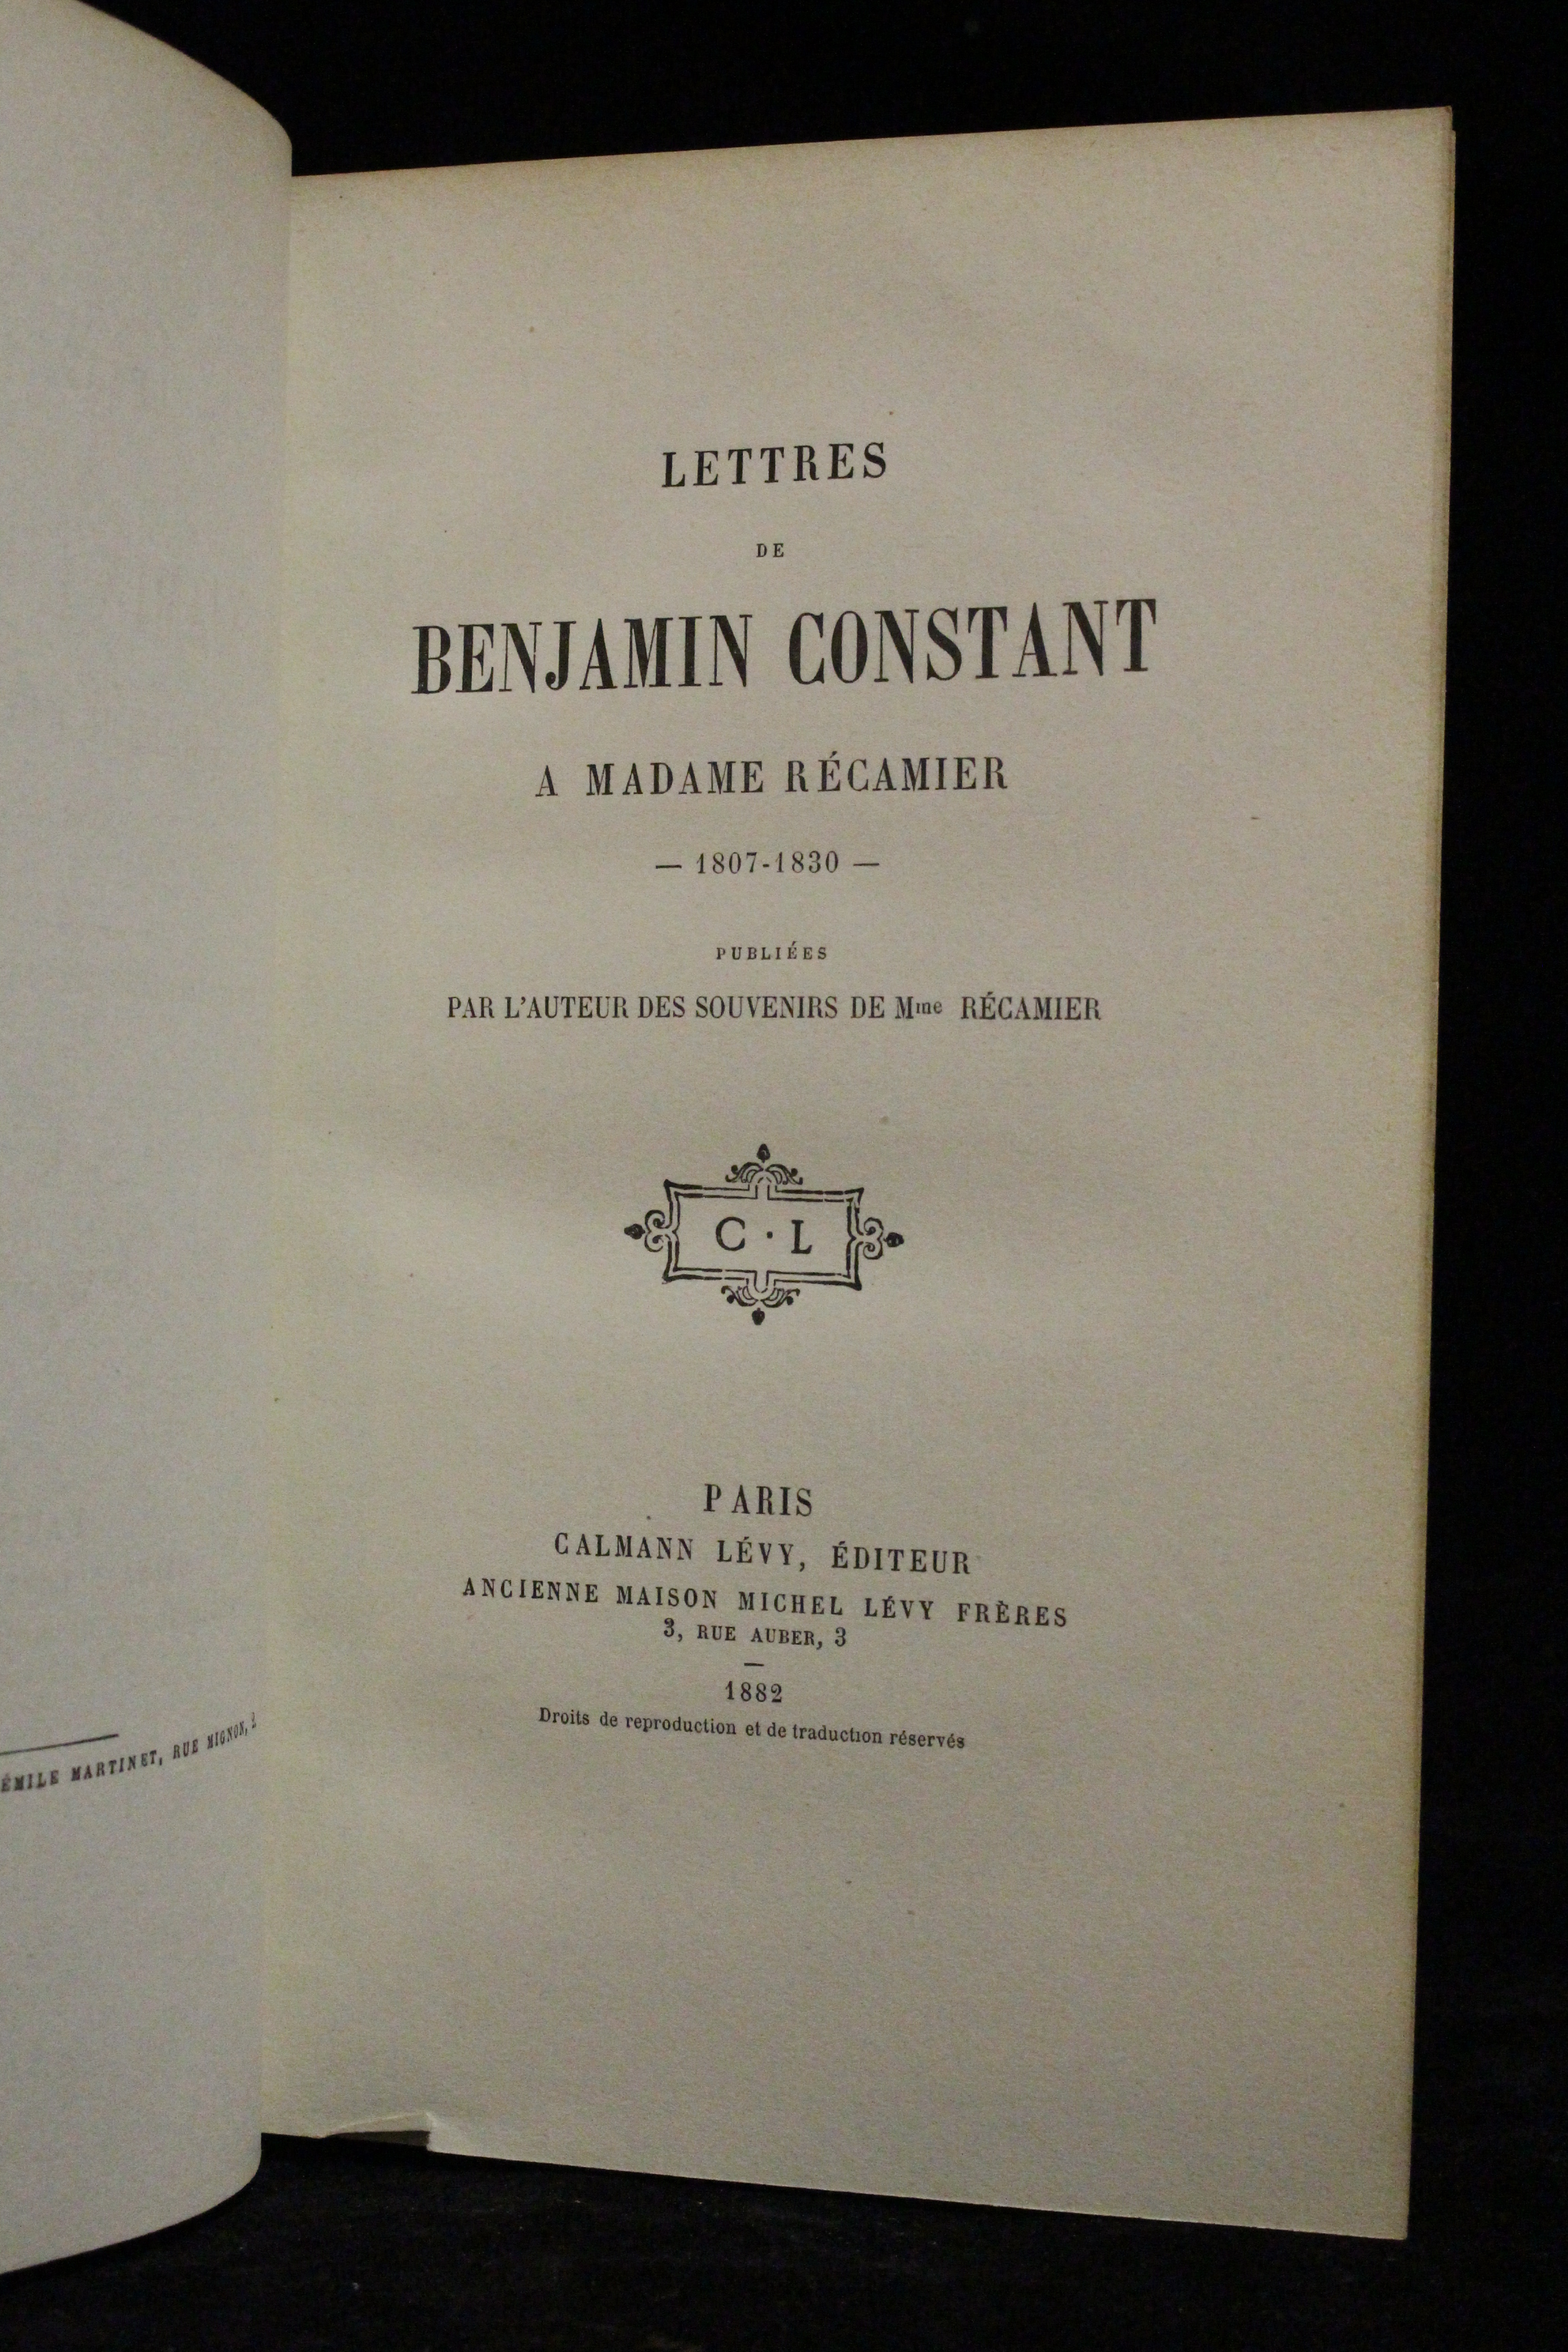 ÉMILE MARTINET, RUE MIGNON, 2
LETTRES
DE
BENJAMIN CONSTANT
A MADAME RÉCAMIER
— 1807-1830 —
PUBLIÉES
PAR L'AUTEUR DES SOUVENIRS DE Mme RÉCAMIER
C · L
PARIS
CALMANN LÉVY, ÉDITEUR
ANCIENNE MAISON MICHEL LÉVY FRÈRES
3, RUE AUBER, 3
1882
Droits de reproduction et de traduction réservés